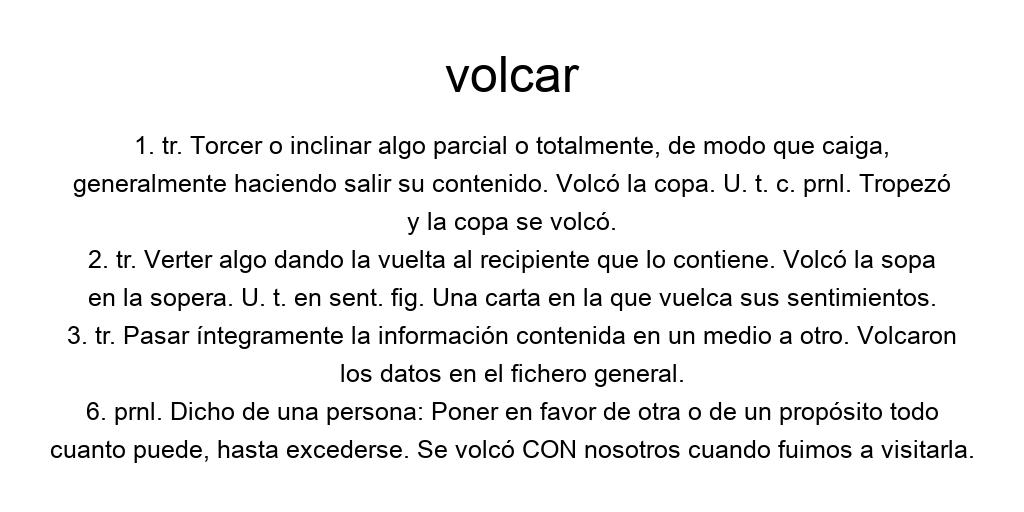 volcar
1. tr. Torcer o inclinar algo parcial o totalmente, de modo que caiga,
generalmente haciendo salir su contenido. Volcó la copa. U. t. c. prnl. Tropezó
y la copa se volcó.
2. tr. Verter algo dando la vuelta al recipiente que lo contiene. Volcó la sopa
en la sopera. U. t. en sent. fig. Una carta en la que vuelca sus sentimientos.
3. tr. Pasar íntegramente la información contenida en un medio a otro. Volcaron
los datos en el fichero general.
6. prnl. Dicho de una persona: Poner en favor de otra o de un propósito todo
cuanto puede, hasta excederse. Se volcó CON nosotros cuando fuimos a visitarla.